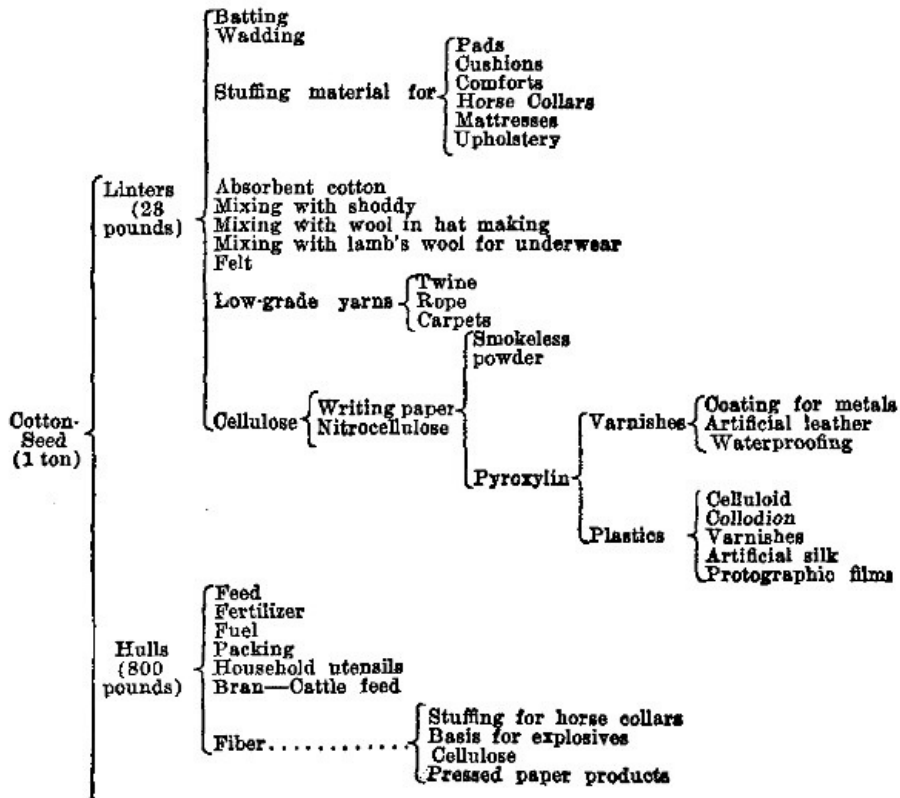 Batting
Wadding
Pads
Cushions
Comforts
Stuffing material for
Horse Collars
Mattresses
Upholstery
Linters
(28
pounds)
Absorbent cotton
Mixing with shoddy
Mixing with wool in hat making
Mixing with lamb's wool for underwear
Felt
Low-grade yarns
Twine
Rope
Carpets
Smokeless
powder
Cellulose
Writing paper
Nitrocellulose
Cotton-
Seed
(1 ton)
Pyroxylin
Varnishes
Coating for metals
Artificial leather
Waterproofing
Plastics
Celluloid
Collodion
Varnishes
Artificial silk
Protographic films
Hulls
(800
pounds)
Feed
Fertilizer
Fuel
Packing
Household utensils
Bran—Cattle feed
Fiber..........
Stuffing for horse collars
Basis for explosives
Cellulose
Pressed paper products